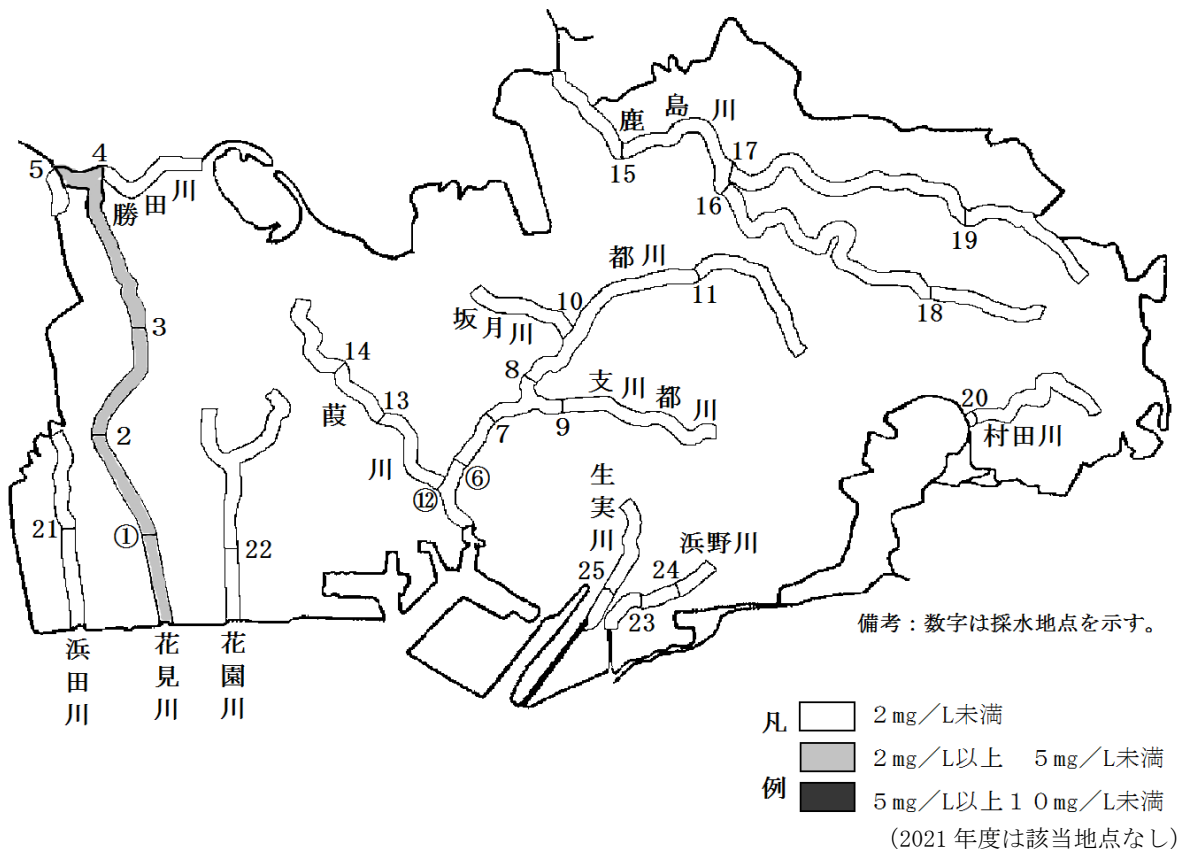 鹿島川
15
17
16
19
18
5
4
勝田川
3
2
①
21
22
都川
10
11
坂月川
8
14
13
葭川
7
9
支川都川
⑥
⑫
20
村田川
生実川
25
浜野川
24
23
浜田川
花見川
花園川
備考：数字は採水地点を示す。
凡例
２㎎／L未満
２㎎／L以上　５㎎／L未満
５㎎／L以上１０㎎／L未満
（2021 年度は該当地点なし）